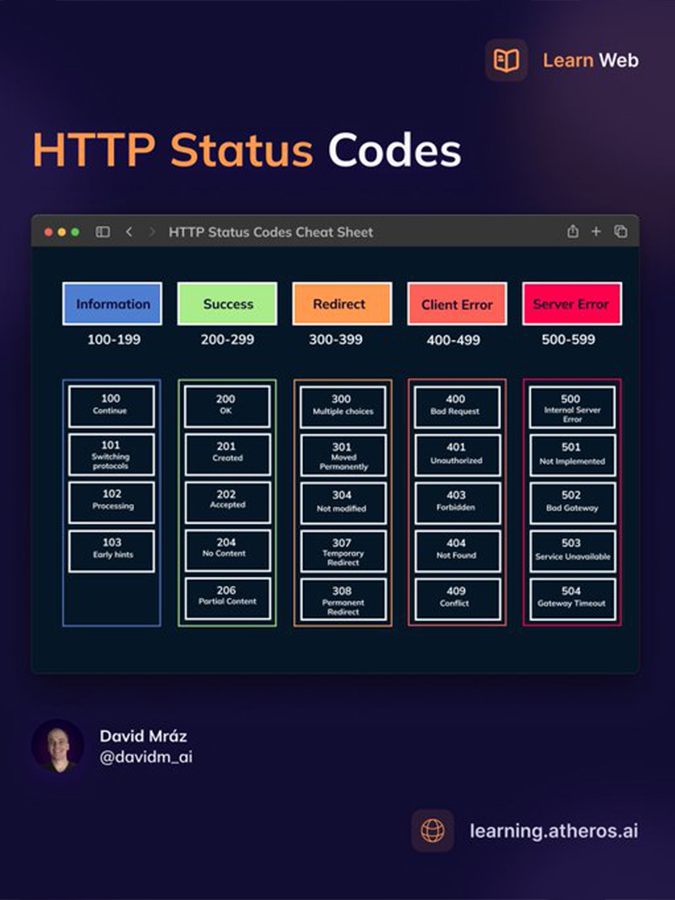 Learn Web
HTTP Status Codes
HTTP Status Codes Cheat Sheet
Information
Success
Redirect
Client Error
Server Error
100-199
200-299
300-399
400-499
500-599
100
Continue
101
Switching
protocols
102
Processing
103
Early hints
200
OK
201
Created
202
Accepted
204
No Content
206
Partial Content
300
Multiple choices
301
Moved
Permanently
304
Not modified
307
Temporary
Redirect
308
Permanent
Redirect
400
Bad Request
401
Unauthorized
403
Forbidden
404
Not Found
409
Conflict
500
Internal Server
Error
501
Not Implemented
502
Bad Gateway
503
Service Unavailable
504
Gateway Timeout
David Mráz
@davidm_ai
learning.atheros.ai